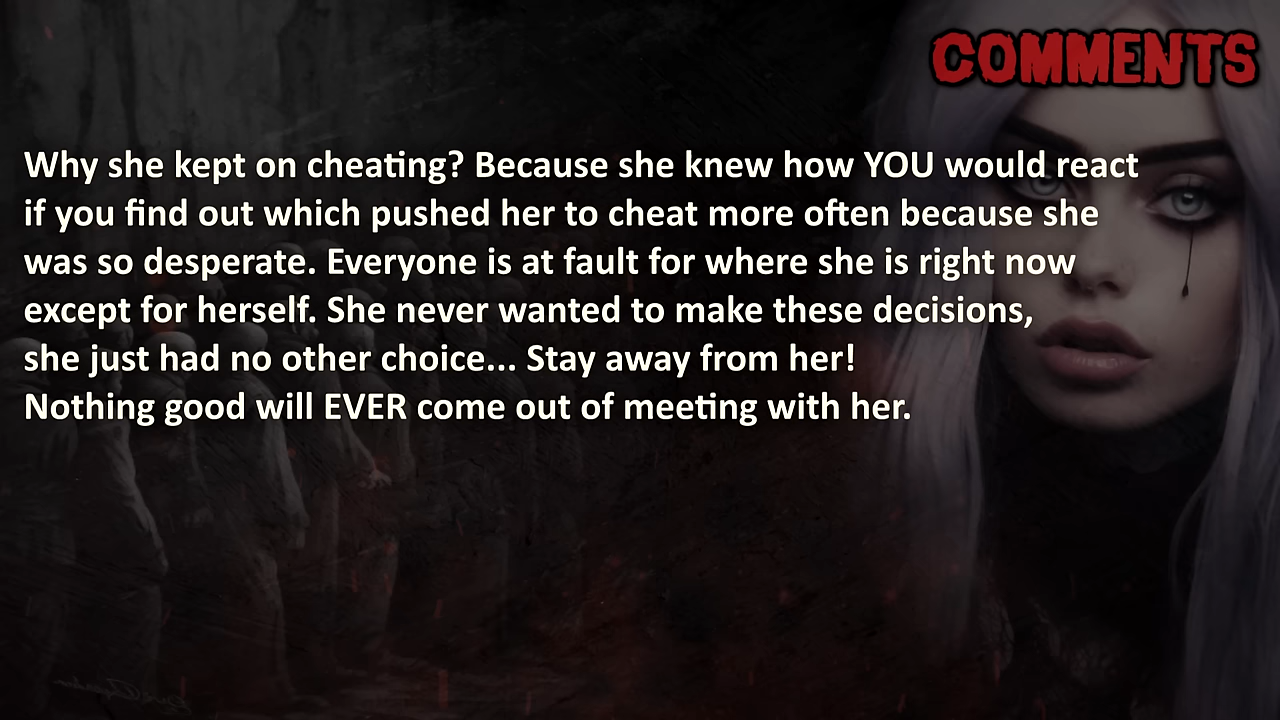 COMMENTS
Why she kept on cheating? Because she knew how YOU would react
if you find out which pushed her to cheat more often because she
was so desperate. Everyone is at fault for where she is right now
except for herself. She never wanted to make these decisions,
she just had no other choice... Stay away from her!
Nothing good will EVER come out of meeting with her.